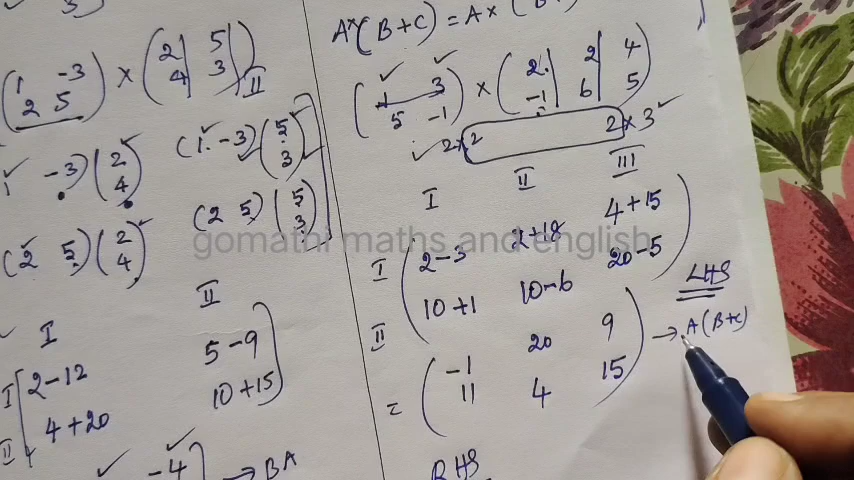 A×(B+C) = A×(B
(1 -3
2 5) × (2| 5|
4| 3|) II
(1 3
5 -1) × (2| 2| 4
-1| 6| 5)
2×2 2×3
-3) (2
4) (1 -3) (5
3)
(2 5) (2
4) (2 5) (5
3)
I II
I 2-12 5-9
II 4+20 10+15
-4 → BA
I II III
I (2-3 2+18 4+15
II 10+1 10-6 20-5)
= (-1 20 9
11 4 15) → A(B+C)
LHS
RHS
gomathi maths and english